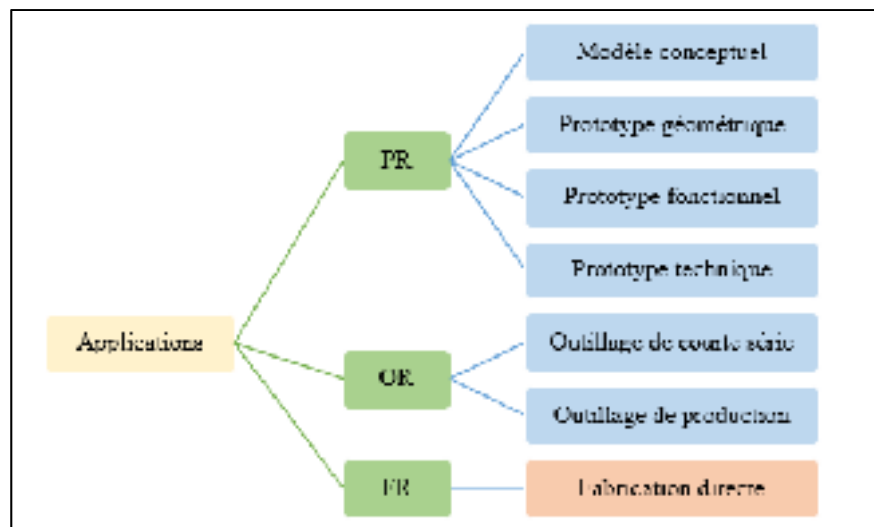 Modèle conceptuel
Prototype géométrique
PR
Prototype fonctionnel
Prototype technique
Applications
Outillage de courte série
OR
Outillage de production
FR
Fabrication directe